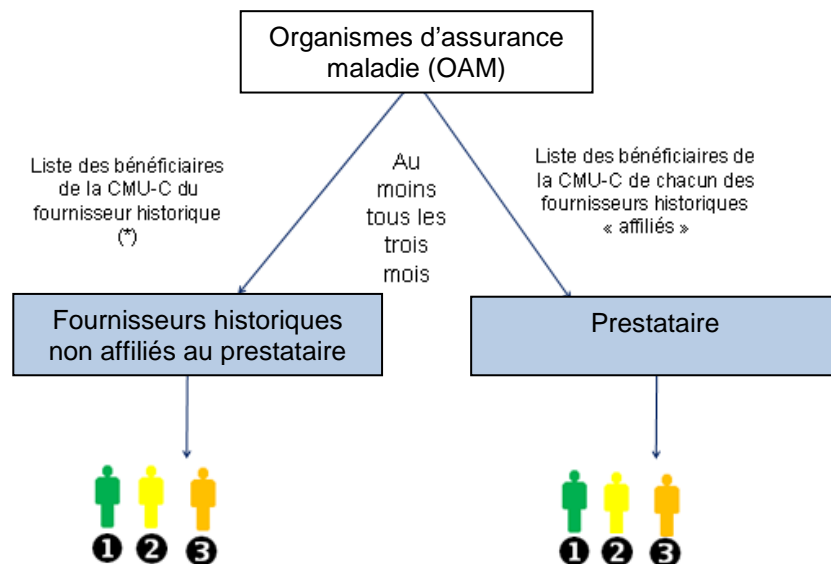 Organismes d’assurance
maladie (OAM)
Liste des bénéficiaires
de la CMU-C du
fournisseur historique
(*)
Au
moins
tous les
trois
mois
Liste des bénéficiaires de
la CMU-C de chacun des
fournisseurs historiques
« affiliés »
Fournisseurs historiques
non affiliés au prestataire
Prestataire
❶ ❷ ❸
❶ ❷ ❸